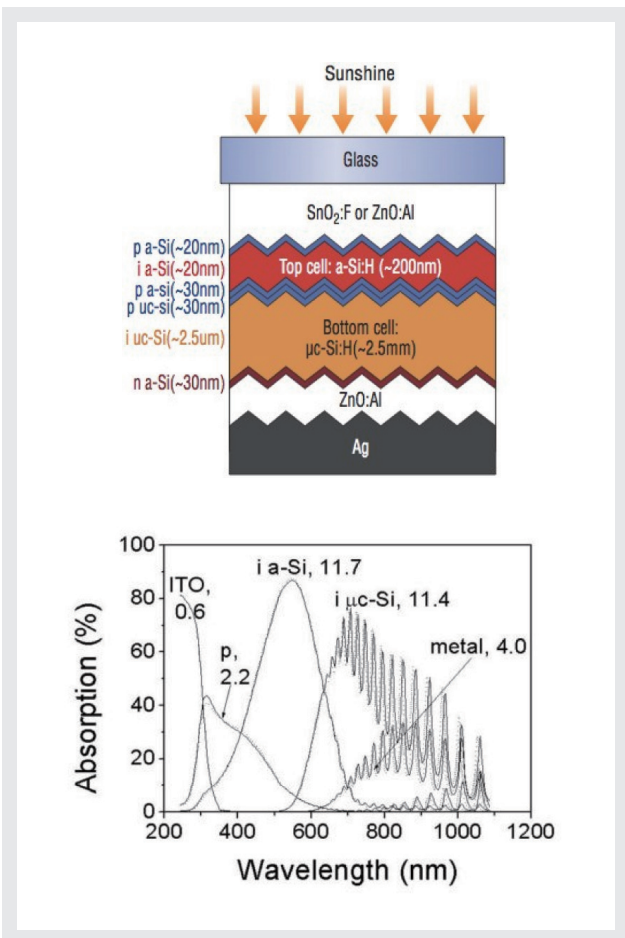 Sunshine
Glass
SnO₂:F or ZnO:Al
p a-Si(~20nm)
i a-Si(~20nm)
Top cell: a-Si:H (~200nm)
p a-si(~30nm)
p uc-si(~30nm)
i uc-Si(~2.5um)
Bottom cell:
μc-Si:H(~2.5mm)
n a-Si(~30nm)
ZnO:Al
Ag
100
80
60
40
20
0
Absorption (%)
ITO,
0.6
p,
2.2
i a-Si, 11.7
i μc-Si, 11.4
metal, 4.0
200 400 600 800 1000 1200
Wavelength (nm)